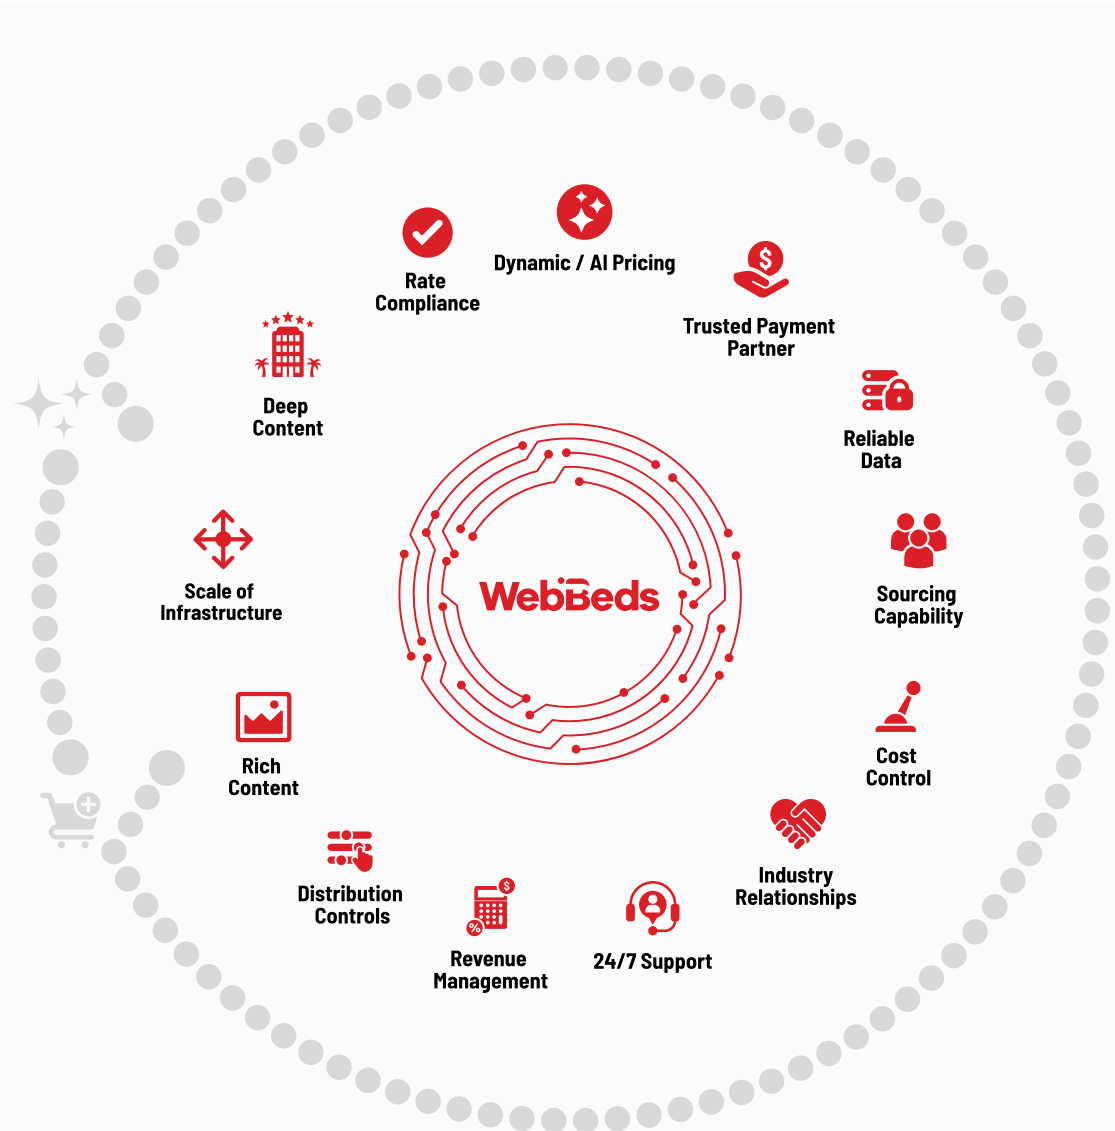 Dynamic / AI Pricing
Rate
Compliance
Trusted Payment
Partner
Deep
Content
Reliable
Data
Scale of
Infrastructure
WebBeds
Sourcing
Capability
Rich
Content
Cost
Control
Distribution
Controls
Industry
Relationships
Revenue
Management
24/7 Support
$
$
%